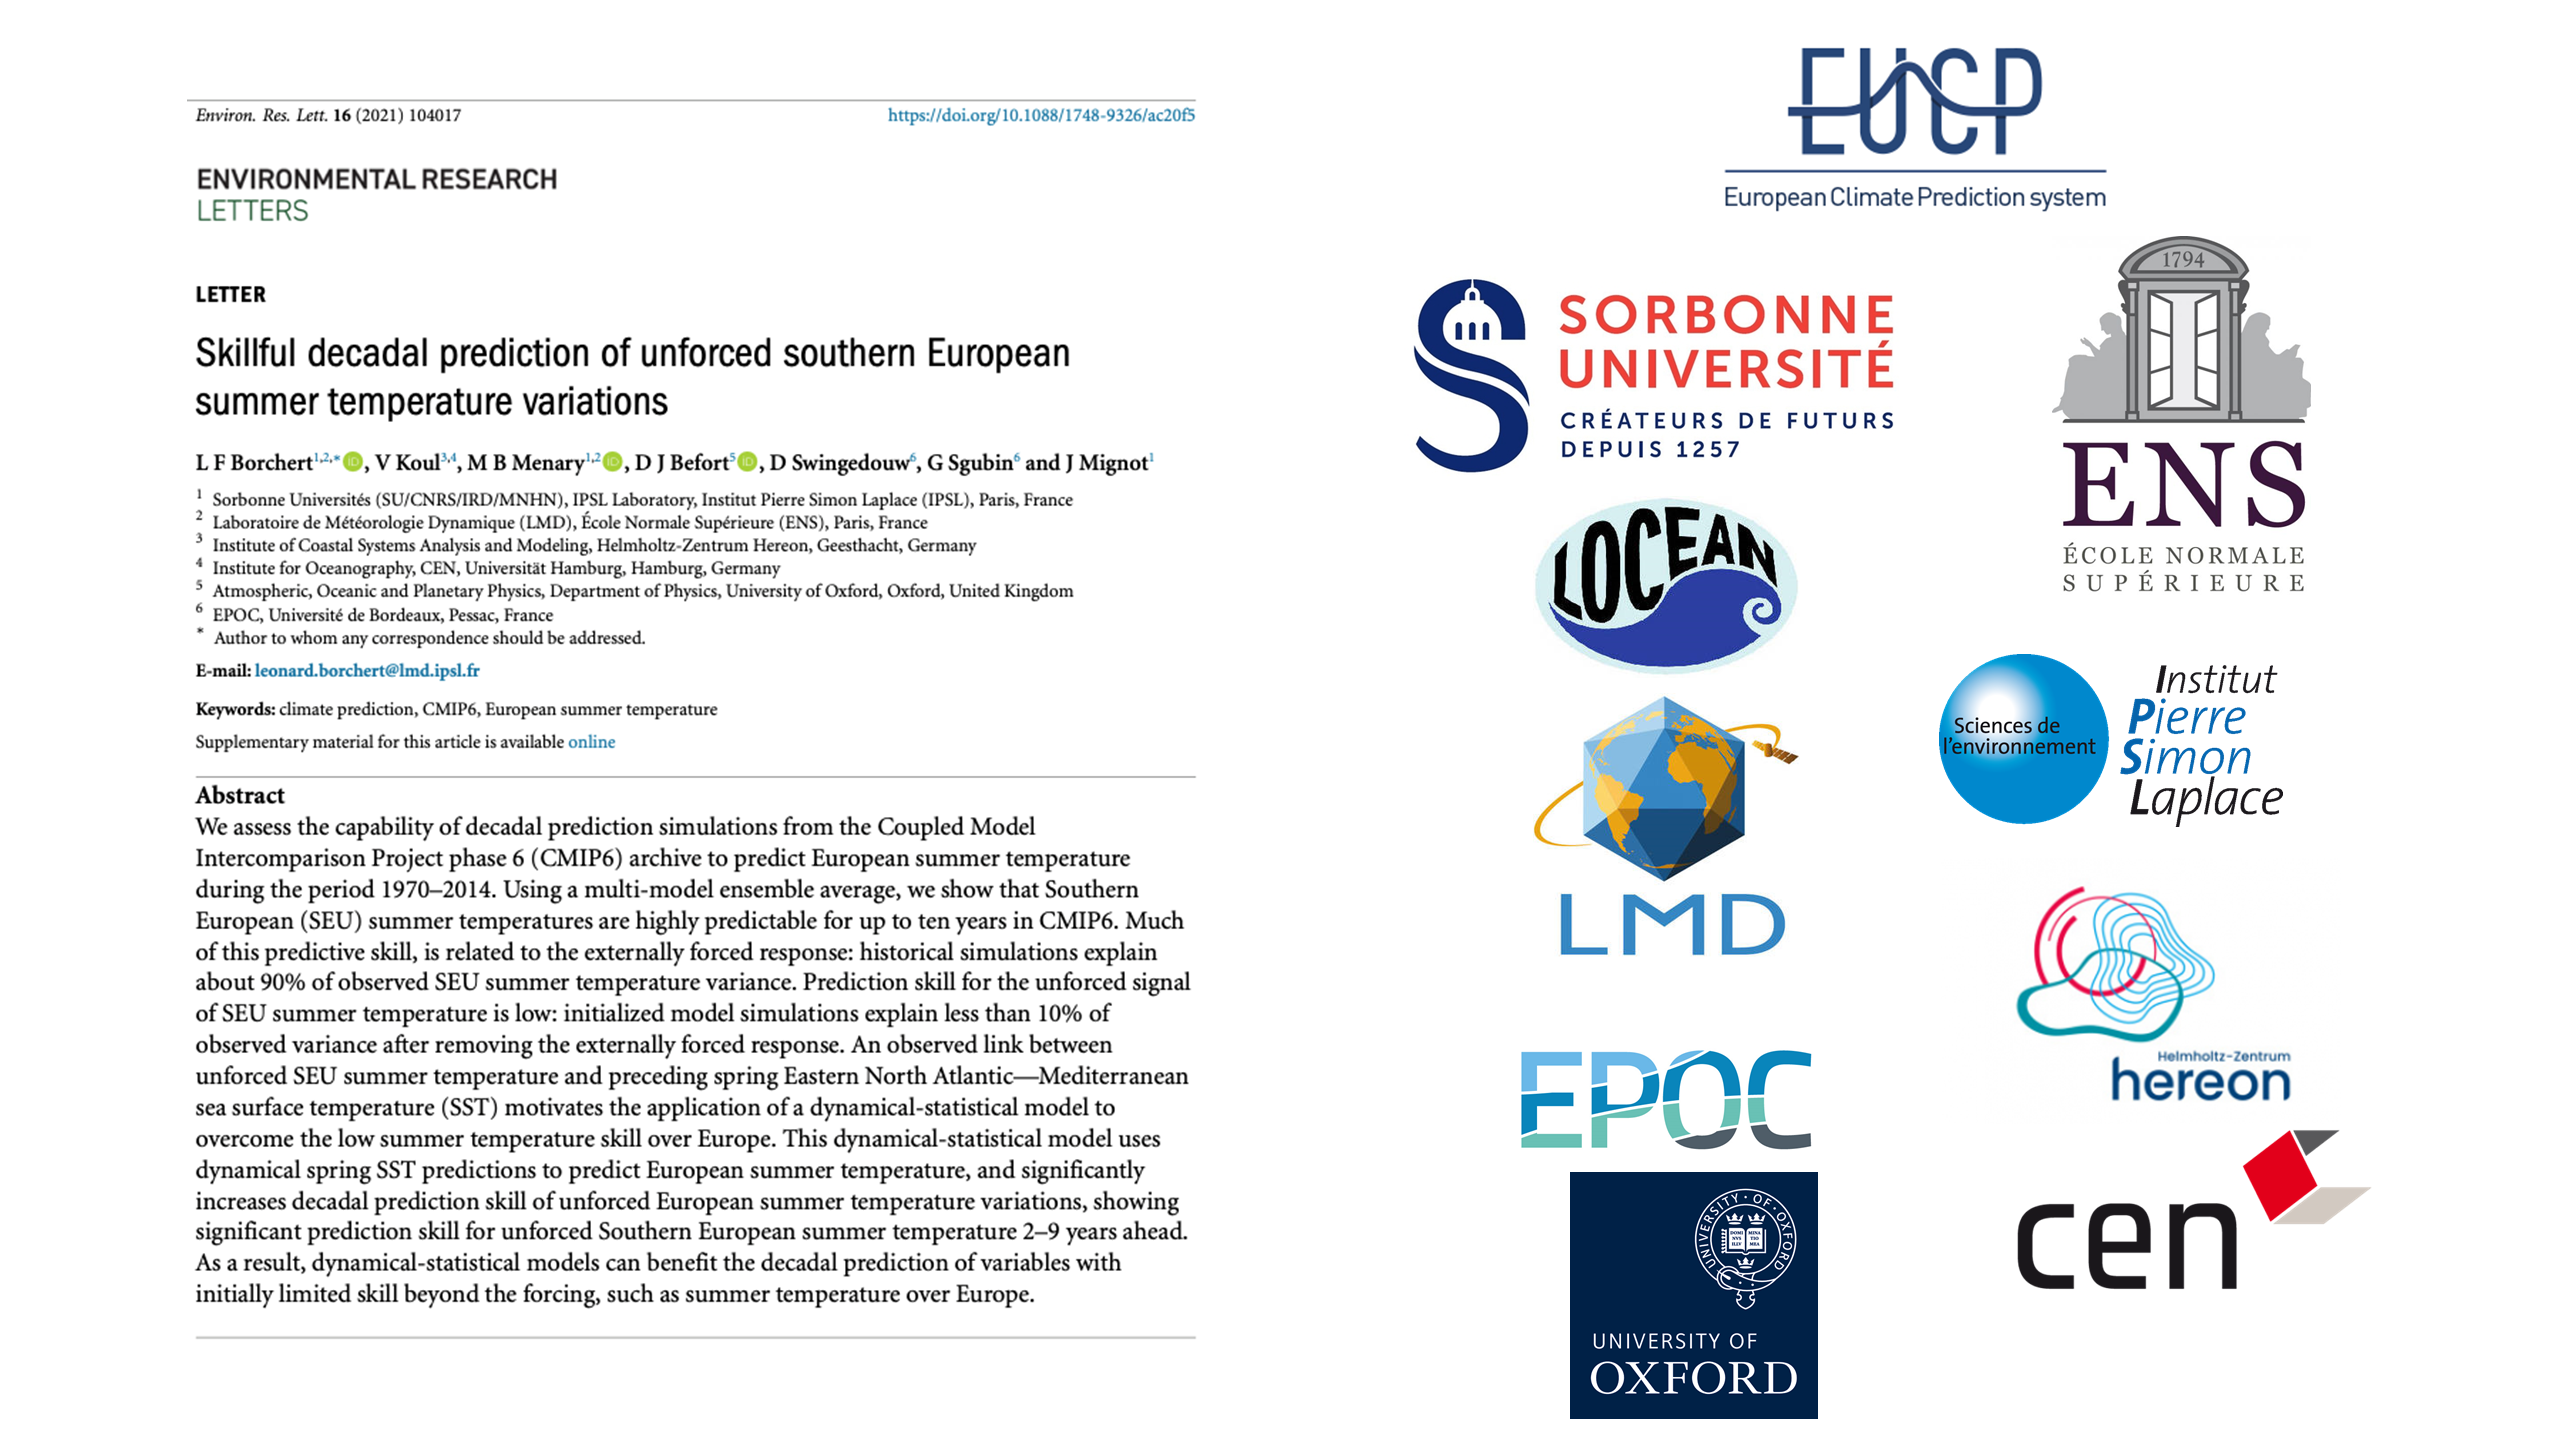 Environ. Res. Lett. 16 (2021) 104017
https://doi.org/10.1088/1748-9326/ac20f5
ENVIRONMENTAL RESEARCH
LETTERS
LETTER
Skillful decadal prediction of unforced southern European
summer temperature variations
L F Borchert1,2,* iD, V Koul3,4, M B Menary1,2 iD, D J Befort5 iD, D Swingedouw6, G Sgubin6 and J Mignot1
1 Sorbonne Universités (SU/CNRS/IRD/MNHN), IPSL Laboratory, Institut Pierre Simon Laplace (IPSL), Paris, France
2 Laboratoire de Météorologie Dynamique (LMD), École Normale Supérieure (ENS), Paris, France
3 Institute of Coastal Systems Analysis and Modeling, Helmholtz-Zentrum Hereon, Geesthacht, Germany
4 Institute for Oceanography, CEN, Universität Hamburg, Hamburg, Germany
5 Atmospheric, Oceanic and Planetary Physics, Department of Physics, University of Oxford, Oxford, United Kingdom
6 EPOC, Université de Bordeaux, Pessac, France
* Author to whom any correspondence should be addressed.
E-mail: leonard.borchert@lmd.ipsl.fr
Keywords: climate prediction, CMIP6, European summer temperature
Supplementary material for this article is available online
Abstract
We assess the capability of decadal prediction simulations from the Coupled Model
Intercomparison Project phase 6 (CMIP6) archive to predict European summer temperature
during the period 1970–2014. Using a multi-model ensemble average, we show that Southern
European (SEU) summer temperatures are highly predictable for up to ten years in CMIP6. Much
of this predictive skill, is related to the externally forced response: historical simulations explain
about 90% of observed SEU summer temperature variance. Prediction skill for the unforced signal
of SEU summer temperature is low: initialized model simulations explain less than 10% of
observed variance after removing the externally forced response. An observed link between
unforced SEU summer temperature and preceding spring Eastern North Atlantic—Mediterranean
sea surface temperature (SST) motivates the application of a dynamical-statistical model to
overcome the low summer temperature skill over Europe. This dynamical-statistical model uses
dynamical spring SST predictions to predict European summer temperature, and significantly
increases decadal prediction skill of unforced European summer temperature variations, showing
significant prediction skill for unforced Southern European summer temperature 2–9 years ahead.
As a result, dynamical-statistical models can benefit the decadal prediction of variables with
initially limited skill beyond the forcing, such as summer temperature over Europe.
EUCP
European Climate Prediction system
SORBONNE
UNIVERSITÉ
CRÉATEURS DE FUTURS
DEPUIS 1257
1794
ENS
ÉCOLE NORMALE
SUPÉRIEURE
LOCEAN
Sciences de
l'environnement
Institut
Pierre
Simon
Laplace
LMD
Helmholtz-Zentrum
hereon
EPOC
cen
UNIVERSITY · OF · OXFORD
UNIVERSITY OF
OXFORD